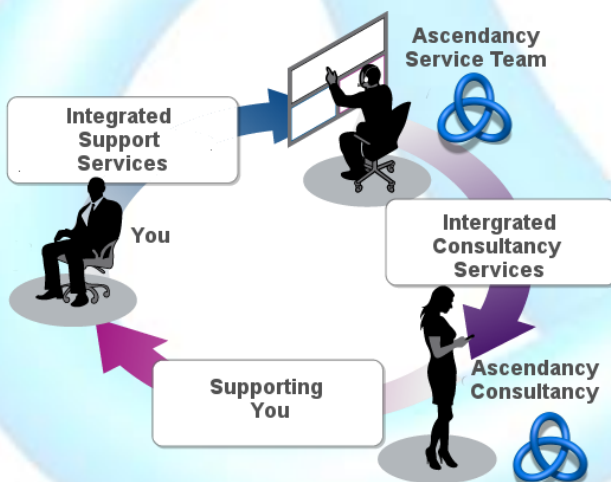 Ascendancy
Service Team
Integrated
Support
Services
You
Intergrated
Consultancy
Services
Ascendancy
Consultancy
Supporting
You